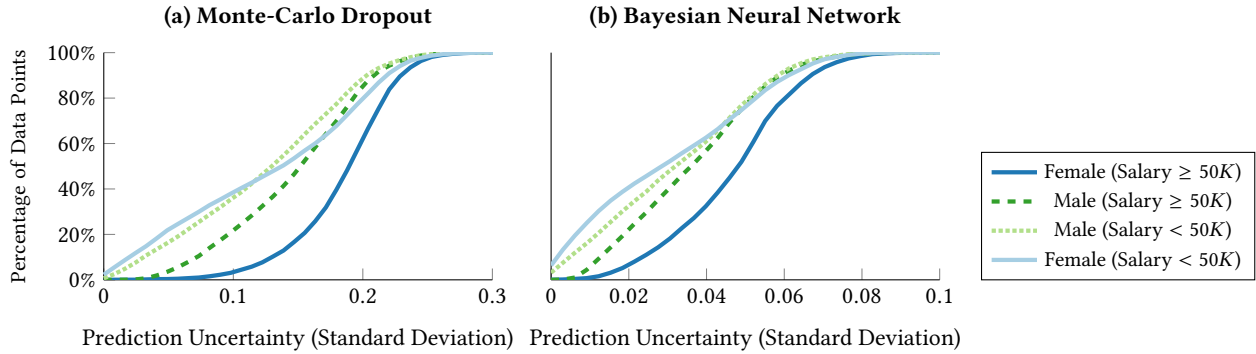 (a) Monte-Carlo Dropout
(b) Bayesian Neural Network
Percentage of Data Points
100%
80%
60%
40%
20%
0%
0
0.1
0.2
0.3
Prediction Uncertainty (Standard Deviation)
0
0.02
0.04
0.06
0.08
0.1
Prediction Uncertainty (Standard Deviation)
Female (Salary ≥ 50K)
Male (Salary ≥ 50K)
Male (Salary < 50K)
Female (Salary < 50K)